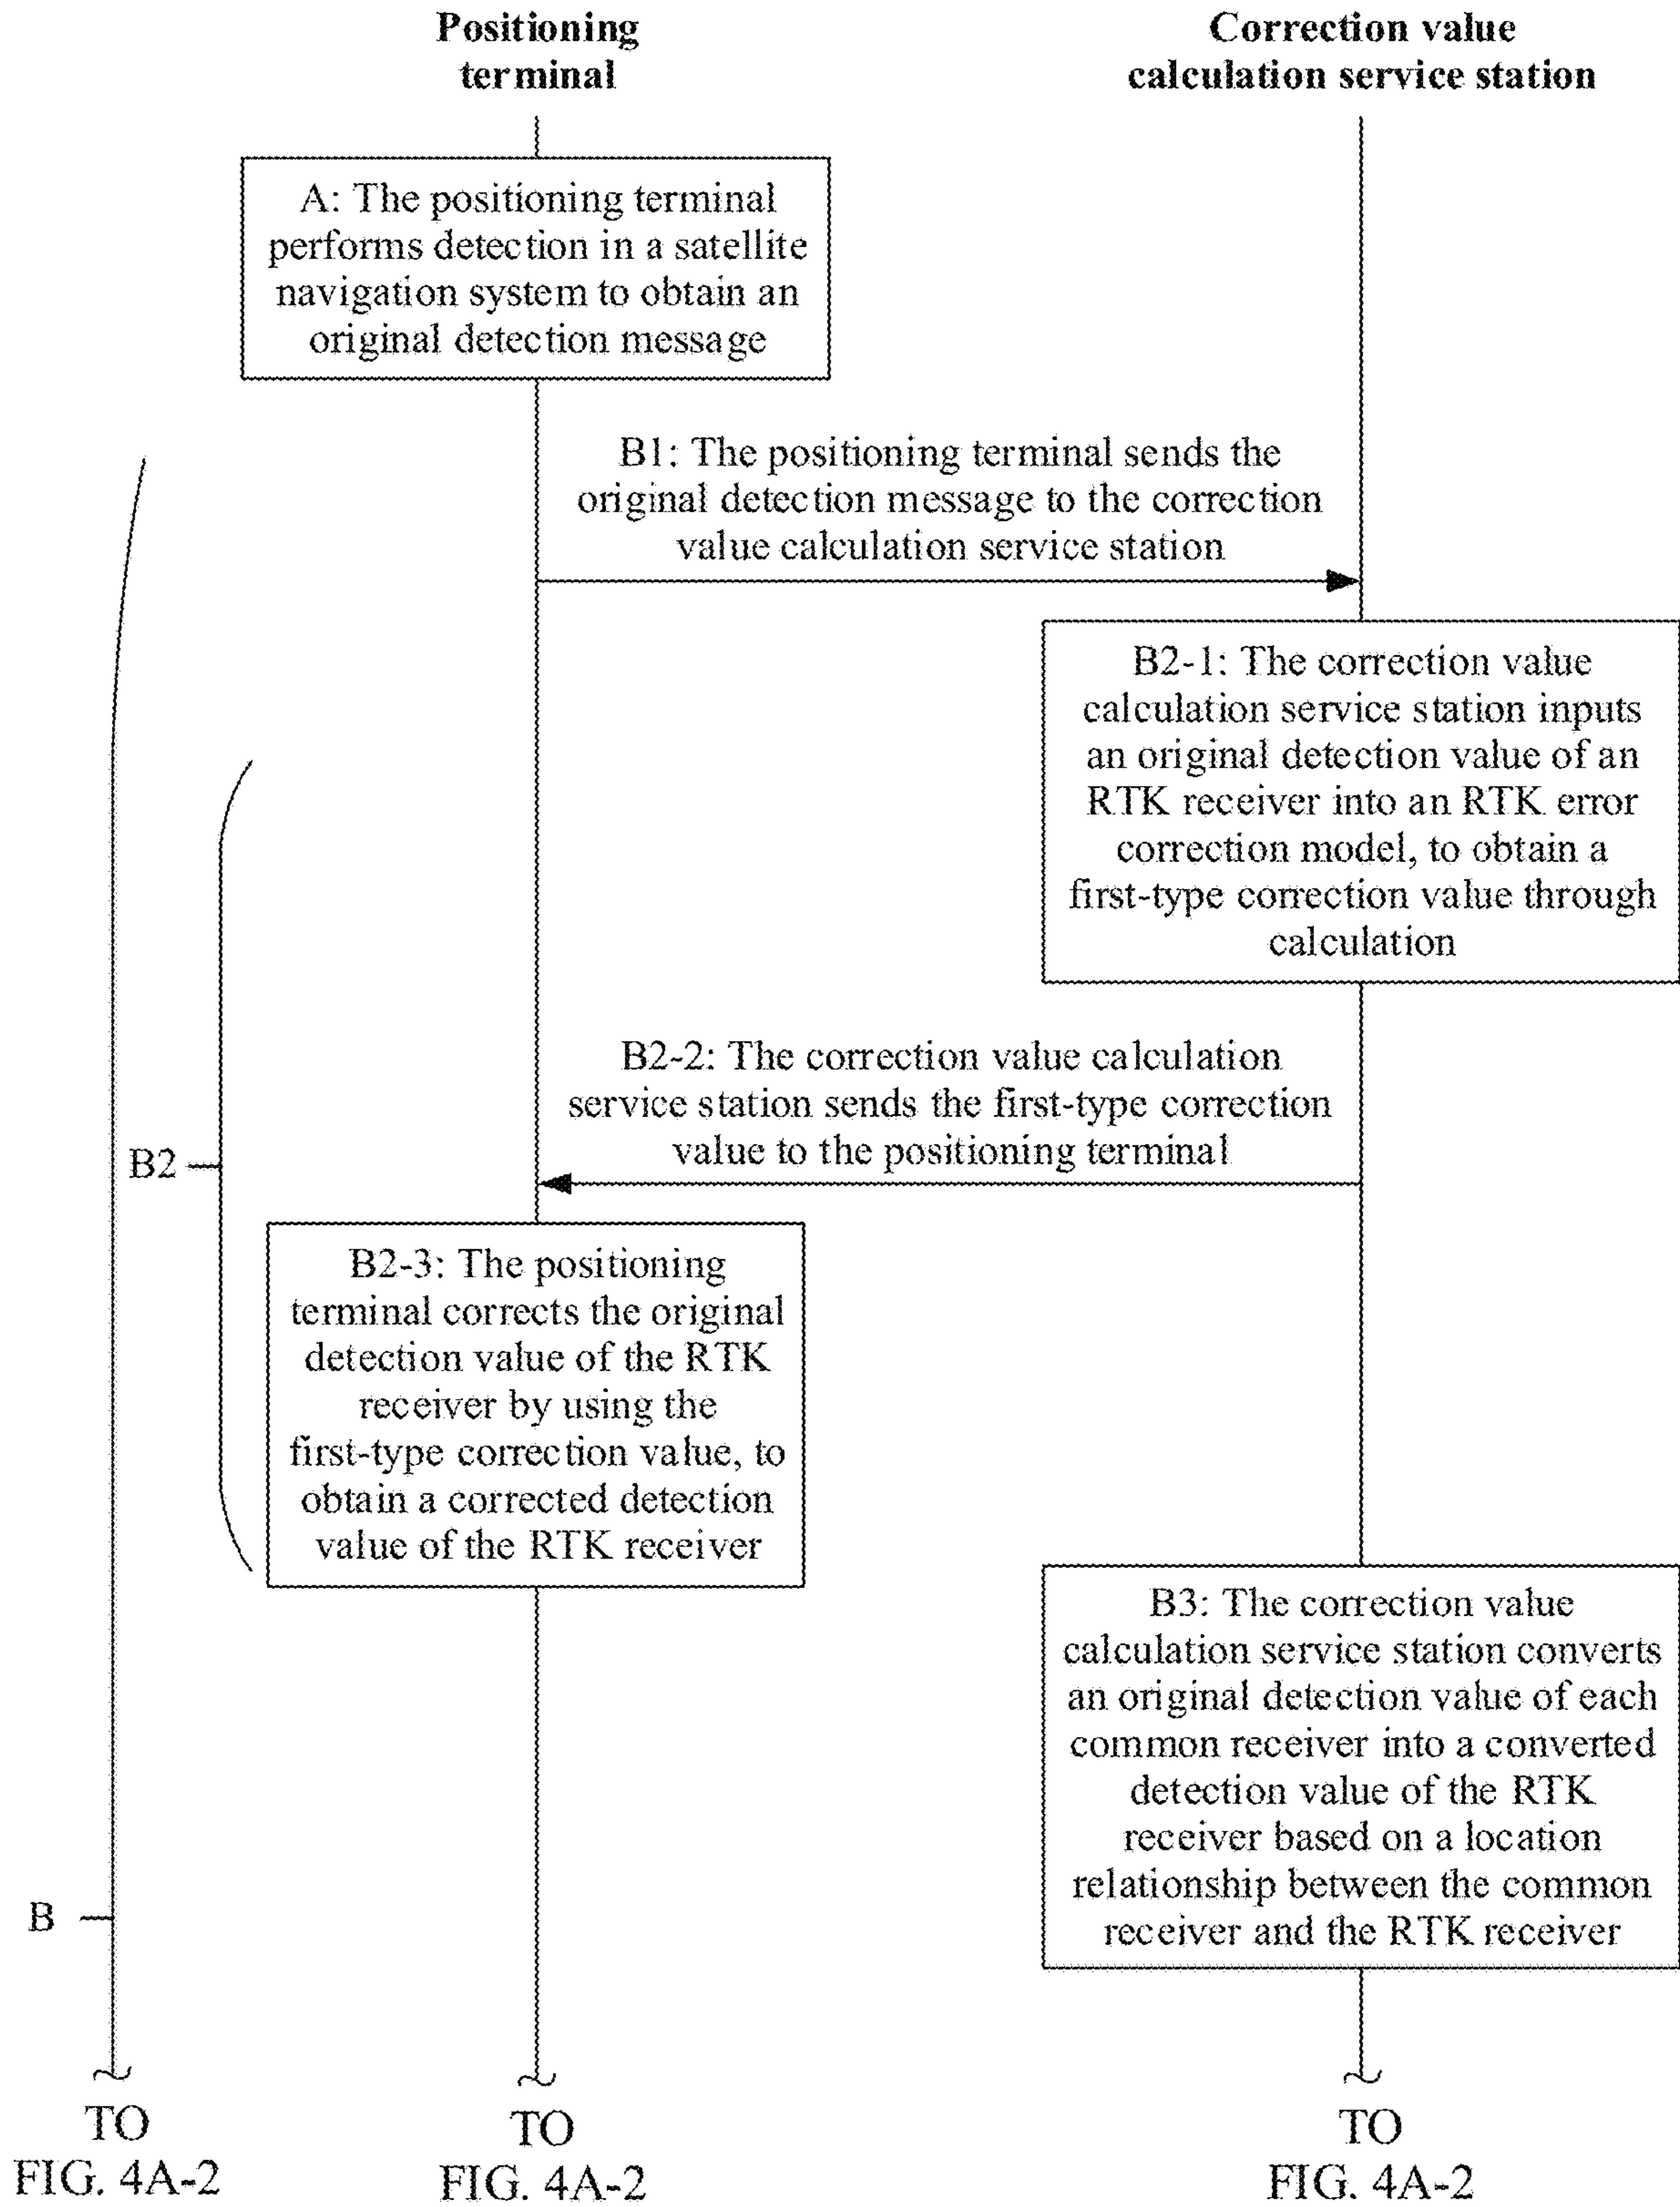 Positioning
terminal
Correction value
calculation service station
A: The positioning terminal
performs detection in a satellite
navigation system to obtain an
original detection message
B1: The positioning terminal sends the
original detection message to the correction
value calculation service station
B2-1: The correction value
calculation service station inputs
an original detection value of an
RTK receiver into an RTK error
correction model, to obtain a
first-type correction value through
calculation
B2-2: The correction value calculation
service station sends the first-type correction
value to the positioning terminal
B2
B2-3: The positioning
terminal corrects the original
detection value of the RTK
receiver by using the
first-type correction value, to
obtain a corrected detection
value of the RTK receiver
B3: The correction value
calculation service station converts
an original detection value of each
common receiver into a converted
detection value of the RTK
receiver based on a location
relationship between the common
receiver and the RTK receiver
B
TO
FIG. 4A-2
TO
FIG. 4A-2
TO
FIG. 4A-2